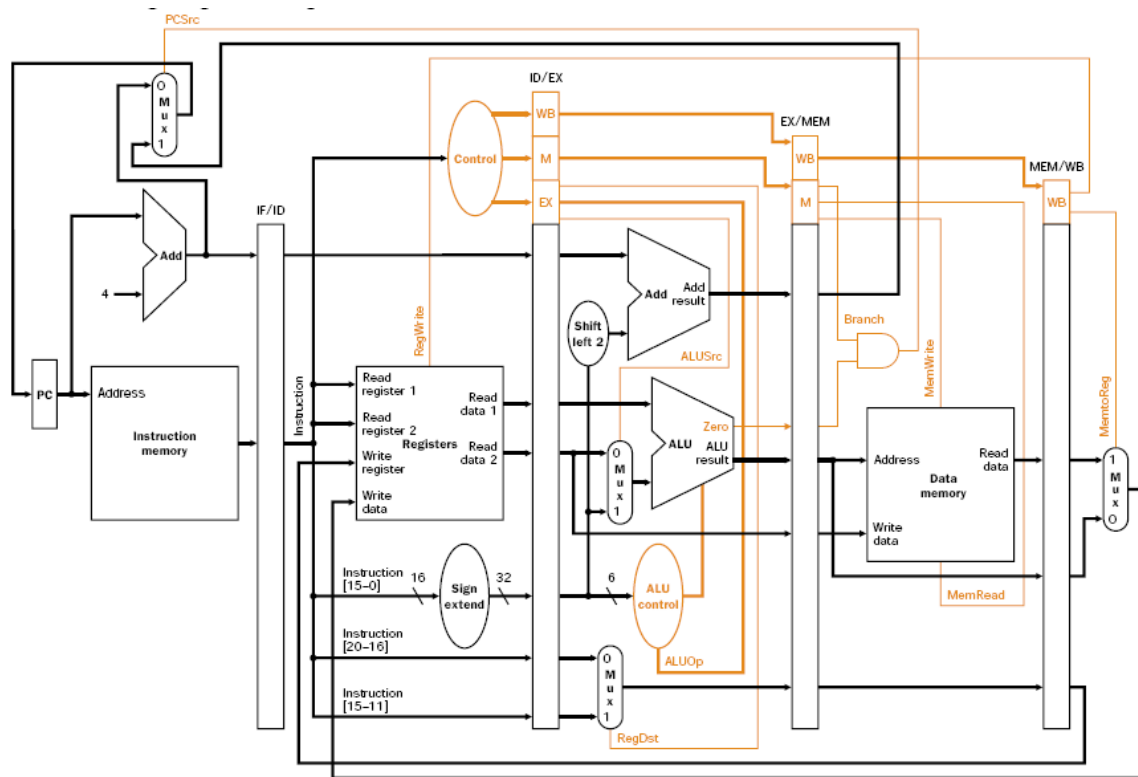 PCSrc
ID/EX
0
M
u
x
1
WB
EX/MEM
Control
M
WB
MEM/WB
IF/ID
EX
M
WB
Add
4
Add
Add
result
Shift
left 2
Branch
RegWrite
ALUSrc
MemWrite
MemtoReg
PC
Address
Instruction
memory
Instruction
Read
register 1
Read
register 2
Write
register
Write
data
Registers
Read
data 1
Read
data 2
0
M
u
x
1
Zero
ALU
ALU
result
Address
Write
data
Data
memory
Read
data
1
M
u
x
0
Instruction
[15–0]
16
Sign
extend
32
6
ALU
control
MemRead
Instruction
[20–16]
ALUOp
Instruction
[15–11]
0
M
u
x
1
RegDst